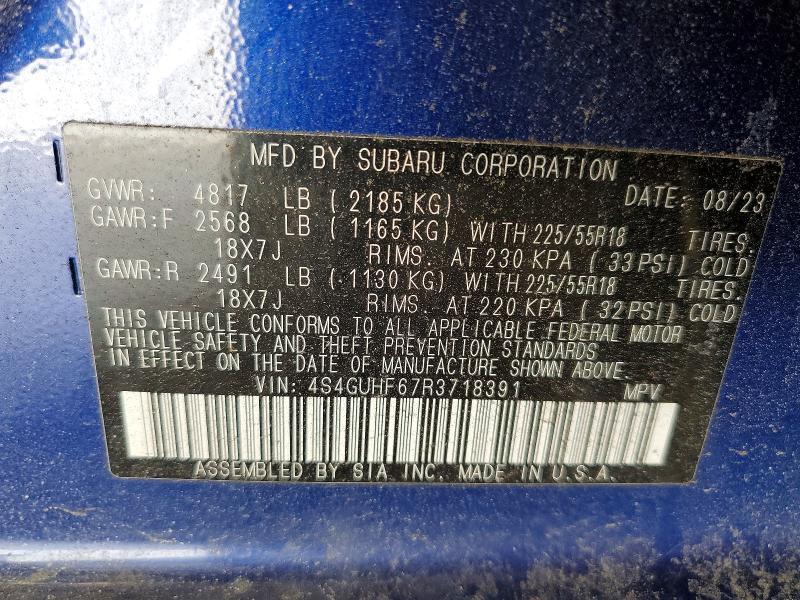 MFD BY SUBARU CORPORATION
GVWR: 4817 LB ( 2185 KG) DATE: 08/23
GAWR:F 2568 LB ( 1165 KG) WITH 225/55R18 TIRES.
18X7J RIMS. AT 230 KPA ( 33 PSI) COLD
GAWR:R 2491 LB ( 1130 KG) WITH 225/55R18 TIRES.
18X7J RIMS. AT 220 KPA ( 32 PSI) COLD
THIS VEHICLE CONFORMS TO ALL APPLICABLE FEDERAL MOTOR
VEHICLE SAFETY AND THEFT PREVENTION STANDARDS
IN EFFECT ON THE DATE OF MANUFACTURE SHOWN ABOVE.
VIN: 4S4GUHF67R3718391 MPV
ASSEMBLED BY SIA INC. MADE IN U.S.A.